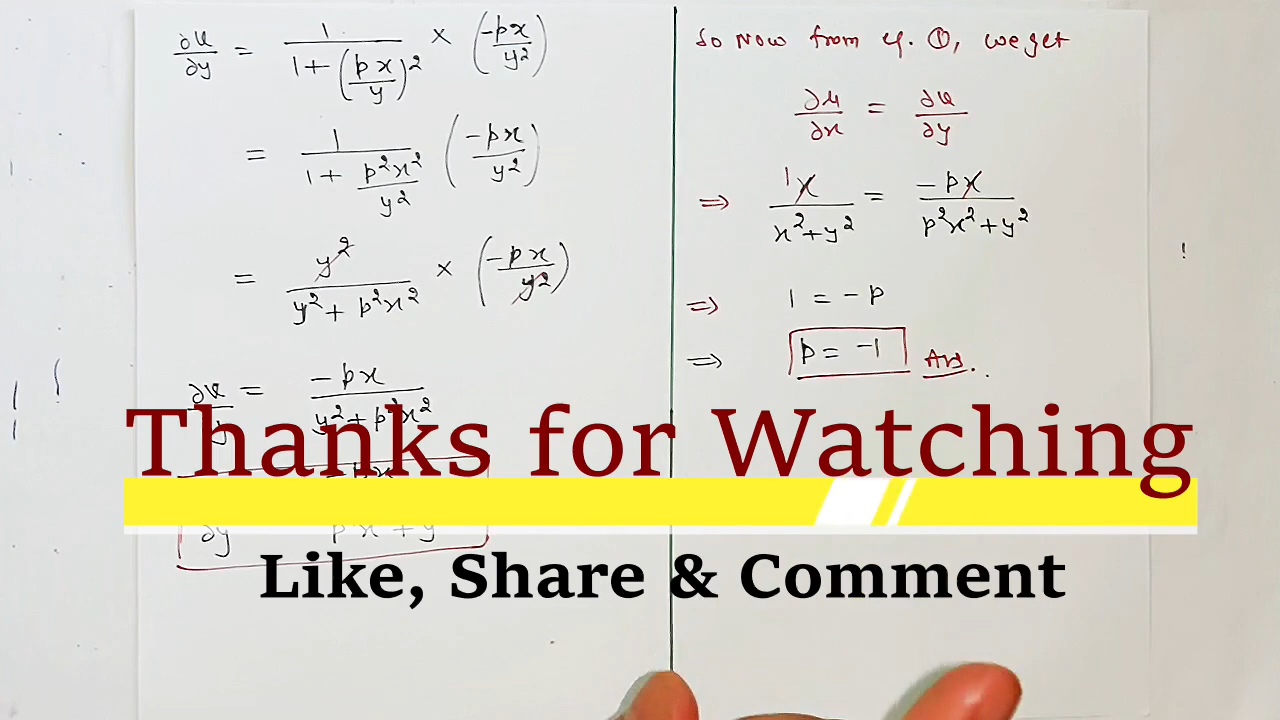 ∂v/∂y = 1/(1+(px/y)²) × (-px/y²)
= 1/(1+p²x²/y²) (-px/y²)
= y²/(y²+p²x²) × (-px/y²)
∂v/∂y = -px/(y²+p²x²)
∂y p²x²+y
So Now from eq. ①, we get
∂u/∂x = ∂v/∂y
⇒ 1x/(x²+y²) = -px/(p²x²+y²)
⇒ 1 = -p
⇒ p = -1 Ans.
Thanks for Watching
Like, Share & Comment